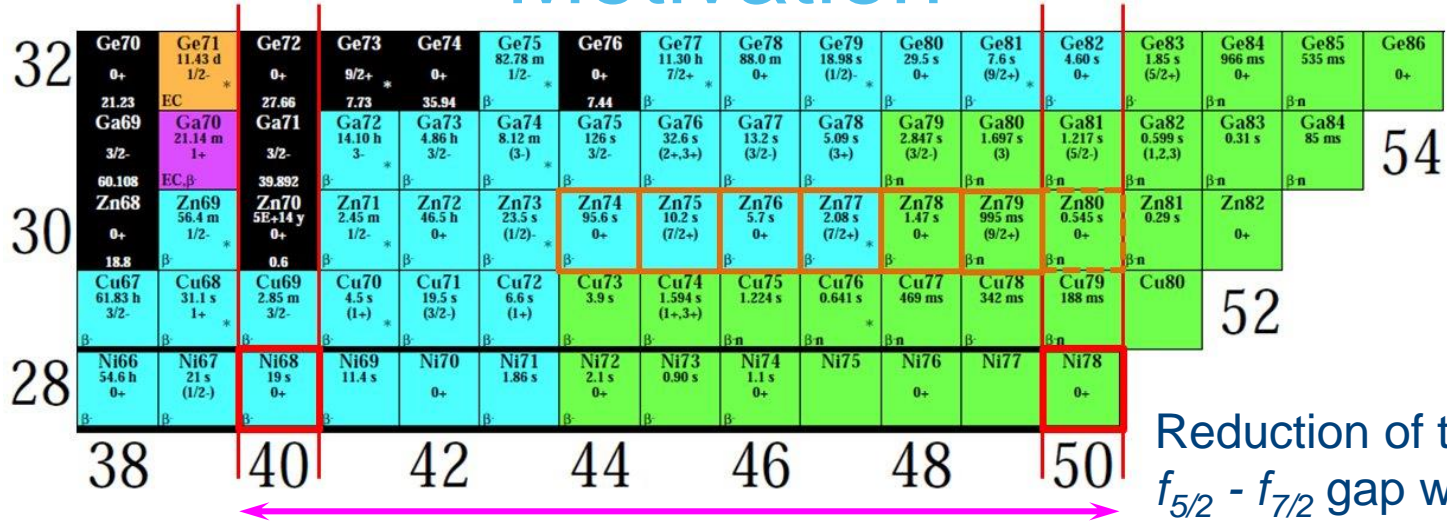 Motivation
32
Ge70 Ge71 Ge72 Ge73 Ge74 Ge75 Ge76 Ge77 Ge78 Ge79 Ge80 Ge81 Ge82 Ge83 Ge84 Ge85 Ge86
11.43 d 82.78 m 11.30 h 88.0 m 18.98 s 29.5 s 7.6 s 4.60 s 1.85 s 966 ms 535 ms
0+ 1/2- * 0+ 9/2+ * 0+ 1/2- * 0+ 7/2+ * 0+ (1/2)- * 0+ (9/2+) * 0+ (5/2+) 0+ 0+
21.23 EC 27.66 7.73 35.94 β- 7.44 β- β- β- β- β- β- β- β-n β-n
Ga69 Ga70 Ga71 Ga72 Ga73 Ga74 Ga75 Ga76 Ga77 Ga78 Ga79 Ga80 Ga81 Ga82 Ga83 Ga84
21.14 m 14.10 h 4.86 h 8.12 m 126 s 32.6 s 13.2 s 5.09 s 2.847 s 1.697 s 1.217 s 0.599 s 0.31 s 85 ms
3/2- 1+ 3/2- 3- * 3/2- (3-) * 3/2- (2+,3+) (3/2-) (3+) (3/2-) (3) (5/2-) (1,2,3)
60.108 EC,β- 39.892 β- β- β- β- β- β- β- β-n β-n β-n β-n β-n β-n
54
30
Zn68 Zn69 Zn70 Zn71 Zn72 Zn73 Zn74 Zn75 Zn76 Zn77 Zn78 Zn79 Zn80 Zn81 Zn82
56.4 m 5E+14 y 2.45 m 46.5 h 23.5 s 95.6 s 10.2 s 5.7 s 2.08 s 1.47 s 995 ms 0.545 s 0.29 s
0+ 1/2- * 0+ 1/2- * 0+ (1/2)- * 0+ (7/2+) 0+ (7/2+) * 0+ (9/2+) 0+ 0+
18.8 β- 0.6 β- β- β- β- β- β- β- β- β-n β-n β-n
Cu67 Cu68 Cu69 Cu70 Cu71 Cu72 Cu73 Cu74 Cu75 Cu76 Cu77 Cu78 Cu79 Cu80
61.83 h 31.1 s 2.85 m 4.5 s 19.5 s 6.6 s 3.9 s 1.594 s 1.224 s 0.641 s 469 ms 342 ms 188 ms
3/2- 1+ * 3/2- (1+) * (3/2-) (1+) (1+,3+) *
β- β- β- β- β- β- β- β- β-n β-n β- β- β-n
52
28
Ni66 Ni67 Ni68 Ni69 Ni70 Ni71 Ni72 Ni73 Ni74 Ni75 Ni76 Ni77 Ni78
54.6 h 21 s 19 s 11.4 s 1.86 s 2.1 s 0.90 s 1.1 s
0+ (1/2-) 0+ 0+ 0+ 0+ 0+ 0+
β- β- β- β- β- β- β-
38 40 42 44 46 48 50
Reduction of
f5/2 - f7/2 gap